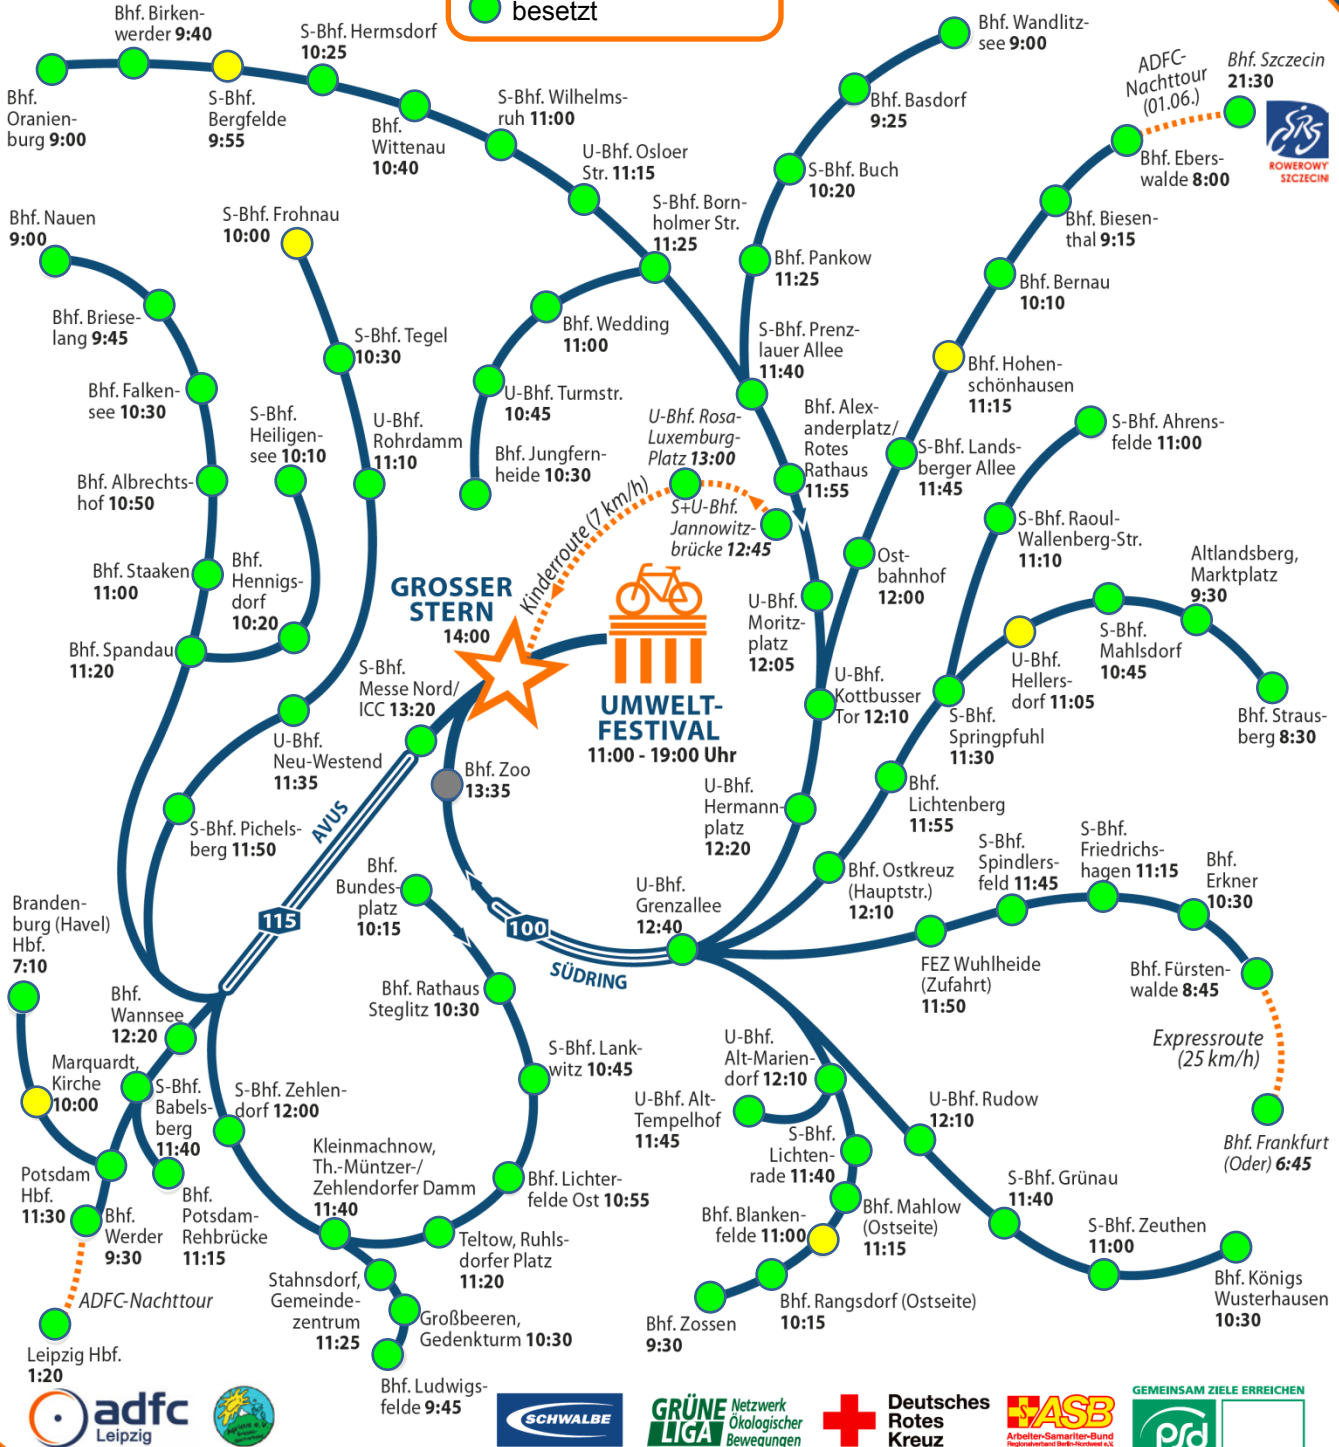 besetzt
Bhf. Birken-
werder 9:40
S-Bhf. Hermsdorf
10:25
Bhf.
Oranien-
burg 9:00
S-Bhf.
Bergfelde
9:55
Bhf.
Wittenau
10:40
S-Bhf. Wilhelms-
ruh 11:00
U-Bhf. Osloer
Str. 11:15
S-Bhf. Born-
holmer Str.
11:25
Bhf. Wandlitz-
see 9:00
Bhf. Basdorf
9:25
S-Bhf. Buch
10:20
Bhf. Pankow
11:25
S-Bhf. Prenz-
lauer Allee
11:40
ADFC-
Nachttour
(01.06.)
Bhf. Szczecin
21:30
ROWEROWY
SZCZECIN
Bhf. Ebers-
walde 8:00
Bhf. Biesen-
thal 9:15
Bhf. Bernau
10:10
Bhf. Hohen-
schönhausen
11:15
S-Bhf. Lands-
berger Allee
11:45
Ost-
bahnhof
12:00
Bhf. Nauen
9:00
Bhf. Briese-
lang 9:45
Bhf. Falken-
see 10:30
Bhf. Albrechts-
hof 10:50
Bhf. Staaken
11:00
Bhf. Spandau
11:20
S-Bhf. Frohnau
10:00
S-Bhf. Tegel
10:30
U-Bhf.
Rohrdamm
11:10
S-Bhf.
Heiligen-
see 10:10
Bhf.
Hennigs-
dorf
10:20
Bhf. Wedding
11:00
U-Bhf. Turmstr.
10:45
Bhf. Jungfern-
heide 10:30
U-Bhf. Rosa-
Luxemburg-
Platz 13:00
S+U-Bhf.
Jannowitz-
brücke 12:45
Kinderroute (7 km/h)
Bhf. Alex-
anderplatz/
Rotes
Rathaus
11:55
U-Bhf.
Moritz-
platz
12:05
U-Bhf.
Kottbusser
Tor 12:10
U-Bhf.
Hermann-
platz
12:20
U-Bhf.
Grenzallee
12:40
S-Bhf. Ahrens-
felde 11:00
S-Bhf. Raoul-
Wallenberg-Str.
11:10
Altlandsberg,
Marktplatz
9:30
S-Bhf.
Mahlsdorf
10:45
U-Bhf.
Hellers-
dorf 11:05
Bhf. Straus-
berg 8:30
S-Bhf.
Springpfuhl
11:30
Bhf.
Lichtenberg
11:55
Bhf. Ostkreuz
(Hauptstr.)
12:10
GROSSER
STERN
14:00
UMWELT-
FESTIVAL
11:00 - 19:00 Uhr
S-Bhf.
Messe Nord/
ICC 13:20
Bhf. Zoo
13:35
U-Bhf.
Neu-Westend
11:35
S-Bhf. Pichels-
berg 11:50
AVUS
115
100
SÜDRING
S-Bhf.
Spindlers-
feld 11:45
S-Bhf.
Friedrichs-
hagen 11:15
Bhf.
Erkner
10:30
FEZ Wuhlheide
(Zufahrt)
11:50
Bhf. Fürsten-
walde 8:45
Expressroute
(25 km/h)
Bhf. Frankfurt
(Oder) 6:45
Branden-
burg (Havel)
Hbf.
7:10
Bhf.
Wannsee
12:20
Marquardt,
Kirche
10:00
S-Bhf.
Babels-
berg
11:40
Potsdam
Hbf.
11:30
Bhf.
Werder
9:30
Bhf.
Potsdam-
Rehbrücke
11:15
ADFC-Nachttour
Leipzig Hbf.
1:20
Bhf.
Bundes-
platz
10:15
Bhf. Rathaus
Steglitz 10:30
S-Bhf. Lank-
witz 10:45
Bhf. Lichter-
felde Ost 10:55
Teltow, Ruhls-
dorfer Platz
11:20
S-Bhf. Zehlen-
dorf 12:00
Kleinmachnow,
Th.-Müntzer-/
Zehlendorfer Damm
11:40
Stahnsdorf,
Gemeinde-
zentrum
11:25
Großbeeren,
Gedenkturm 10:30
Bhf. Ludwigs-
felde 9:45
U-Bhf.
Alt-Marien-
dorf 12:10
U-Bhf. Alt-
Tempelhof
11:45
S-Bhf.
Lichten-
rade 11:40
Bhf. Mahlow
(Ostseite)
11:15
Bhf. Blanken-
felde 11:00
Bhf. Rangsdorf (Ostseite)
10:15
Bhf. Zossen
9:30
U-Bhf. Rudow
12:10
S-Bhf. Grünau
11:40
S-Bhf. Zeuthen
11:00
Bhf. Königs
Wusterhausen
10:30
adfc
Leipzig
SCHWALBE
GRÜNE
LIGA
Netzwerk
Ökologischer
Bewegungen
Deutsches
Rotes
Kreuz
ASB
Arbeiter-Samariter-Bund
Regionalverband Berlin-Nordwest e.V.
GEMEINSAM ZIELE ERREICHEN
prd